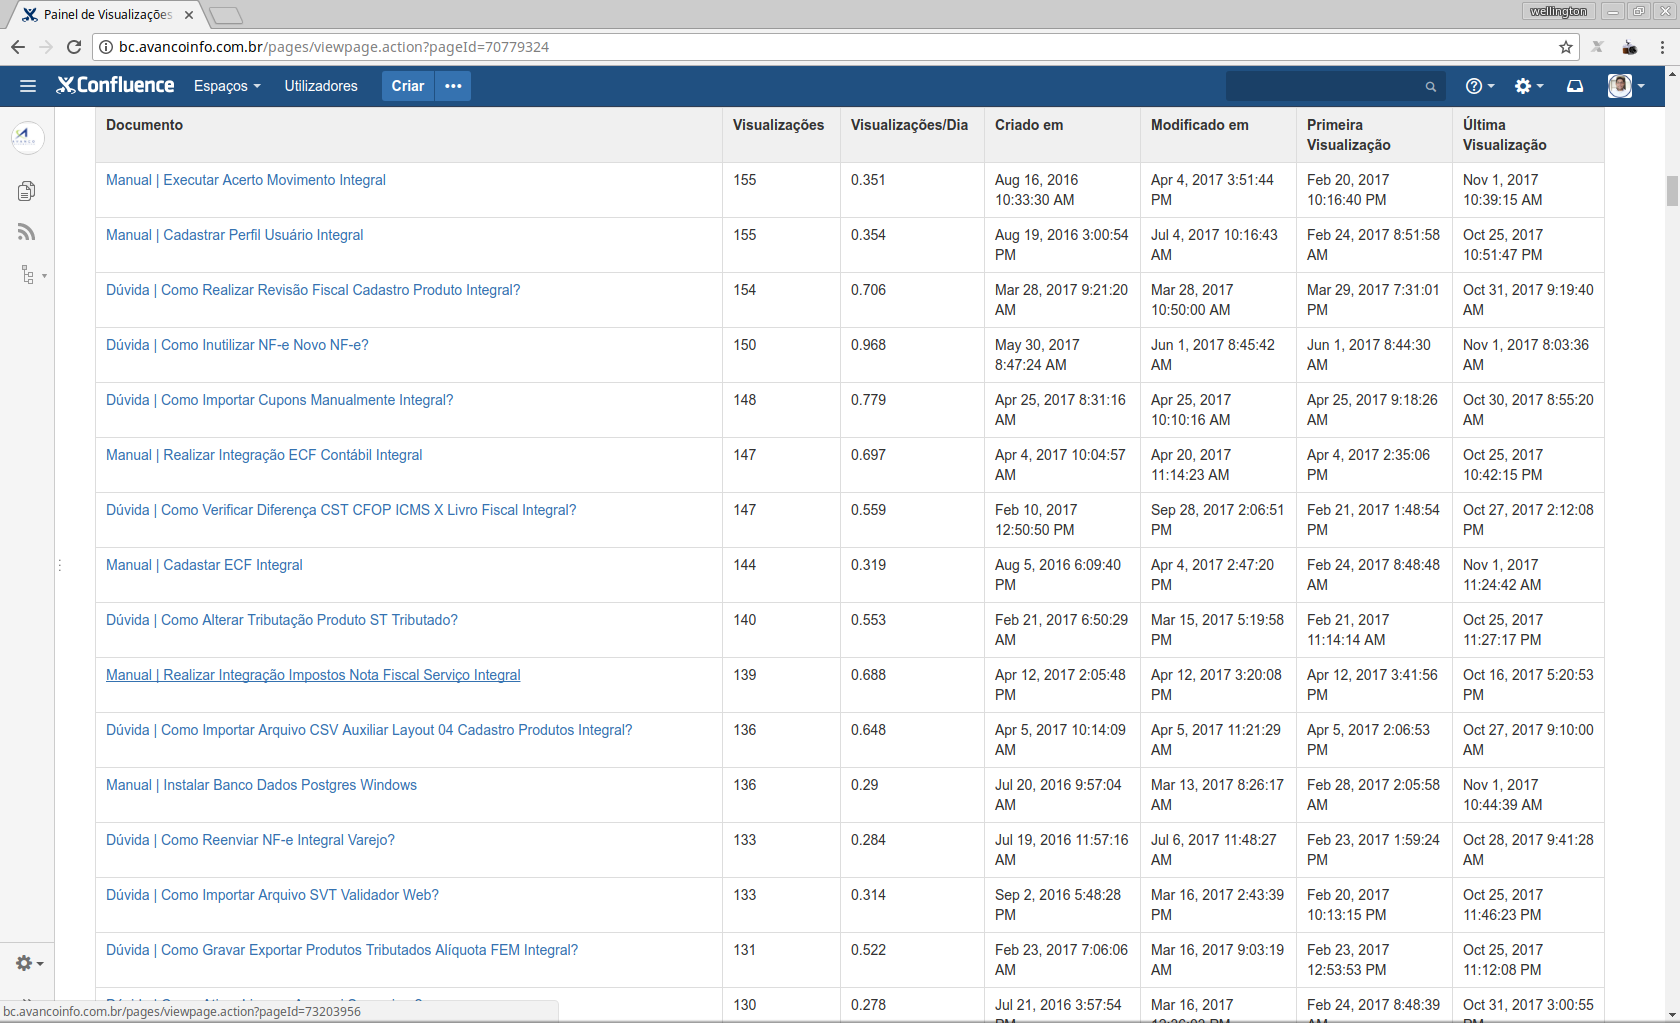 Painel de Visualizações
wellington
bc.avancoinfo.com.br/pages/viewpage.action?pageId=70779324
Confluence Espaços Utilizadores Criar
Documento Visualizações Visualizações/Dia Criado em Modificado em Primeira Última
Visualização Visualização
Manual | Executar Acerto Movimento Integral 155 0.351 Aug 16, 2016 Apr 4, 2017 3:51:44 Feb 20, 2017 Nov 1, 2017
10:33:30 AM PM 10:16:40 PM 10:39:15 AM
Manual | Cadastrar Perfil Usuário Integral 155 0.354 Aug 19, 2016 3:00:54 Jul 4, 2017 10:16:43 Feb 24, 2017 8:51:58 Oct 25, 2017
PM AM AM 10:51:47 PM
Dúvida | Como Realizar Revisão Fiscal Cadastro Produto Integral? 154 0.706 Mar 28, 2017 9:21:20 Mar 28, 2017 Mar 29, 2017 7:31:01 Oct 31, 2017 9:19:40
AM 10:50:00 AM PM AM
Dúvida | Como Inutilizar NF-e Novo NF-e? 150 0.968 May 30, 2017 Jun 1, 2017 8:45:42 Jun 1, 2017 8:44:30 Nov 1, 2017 8:03:36
8:47:24 AM AM AM AM
Dúvida | Como Importar Cupons Manualmente Integral? 148 0.779 Apr 25, 2017 8:31:16 Apr 25, 2017 Apr 25, 2017 9:18:26 Oct 30, 2017 8:55:20
AM 10:10:16 AM AM AM
Manual | Realizar Integração ECF Contábil Integral 147 0.697 Apr 4, 2017 10:04:57 Apr 20, 2017 Apr 4, 2017 2:35:06 Oct 25, 2017
AM 11:14:23 AM PM 10:42:15 PM
Dúvida | Como Verificar Diferença CST CFOP ICMS X Livro Fiscal Integral? 147 0.559 Feb 10, 2017 Sep 28, 2017 2:06:51 Feb 21, 2017 1:48:54 Oct 27, 2017 2:12:08
12:50:50 PM PM PM PM
Manual | Cadastar ECF Integral 144 0.319 Aug 5, 2016 6:09:40 Apr 4, 2017 2:47:20 Feb 24, 2017 8:48:48 Nov 1, 2017
PM PM AM 11:24:42 AM
Dúvida | Como Alterar Tributação Produto ST Tributado? 140 0.553 Feb 21, 2017 6:50:29 Mar 15, 2017 5:19:58 Feb 21, 2017 Oct 25, 2017
AM PM 11:14:14 AM 11:27:17 PM
Manual | Realizar Integração Impostos Nota Fiscal Serviço Integral 139 0.688 Apr 12, 2017 2:05:48 Apr 12, 2017 3:20:08 Apr 12, 2017 3:41:56 Oct 16, 2017 5:20:53
PM PM PM PM
Dúvida | Como Importar Arquivo CSV Auxiliar Layout 04 Cadastro Produtos Integral? 136 0.648 Apr 5, 2017 10:14:09 Apr 5, 2017 11:21:29 Apr 5, 2017 2:06:53 Oct 27, 2017 9:10:00
AM AM PM AM
Manual | Instalar Banco Dados Postgres Windows 136 0.29 Jul 20, 2016 9:57:04 Mar 13, 2017 8:26:17 Feb 28, 2017 2:05:58 Nov 1, 2017
AM AM AM 10:44:39 AM
Dúvida | Como Reenviar NF-e Integral Varejo? 133 0.284 Jul 19, 2016 11:57:16 Jul 6, 2017 11:48:27 Feb 23, 2017 1:59:24 Oct 28, 2017 9:41:28
AM AM PM AM
Dúvida | Como Importar Arquivo SVT Validador Web? 133 0.314 Sep 2, 2016 5:48:28 Mar 16, 2017 2:43:39 Feb 20, 2017 Oct 25, 2017
PM PM 10:13:15 PM 11:46:23 PM
Dúvida | Como Gravar Exportar Produtos Tributados Alíquota FEM Integral? 131 0.522 Feb 23, 2017 7:06:06 Mar 16, 2017 9:03:19 Feb 23, 2017 Oct 25, 2017
AM AM 12:53:53 PM 11:12:08 PM
130 0.278 Jul 21, 2016 3:57:54 Mar 16, 2017 Feb 24, 2017 8:48:39 Oct 31, 2017 3:00:55
bc.avancoinfo.com.br/pages/viewpage.action?pageId=73203956